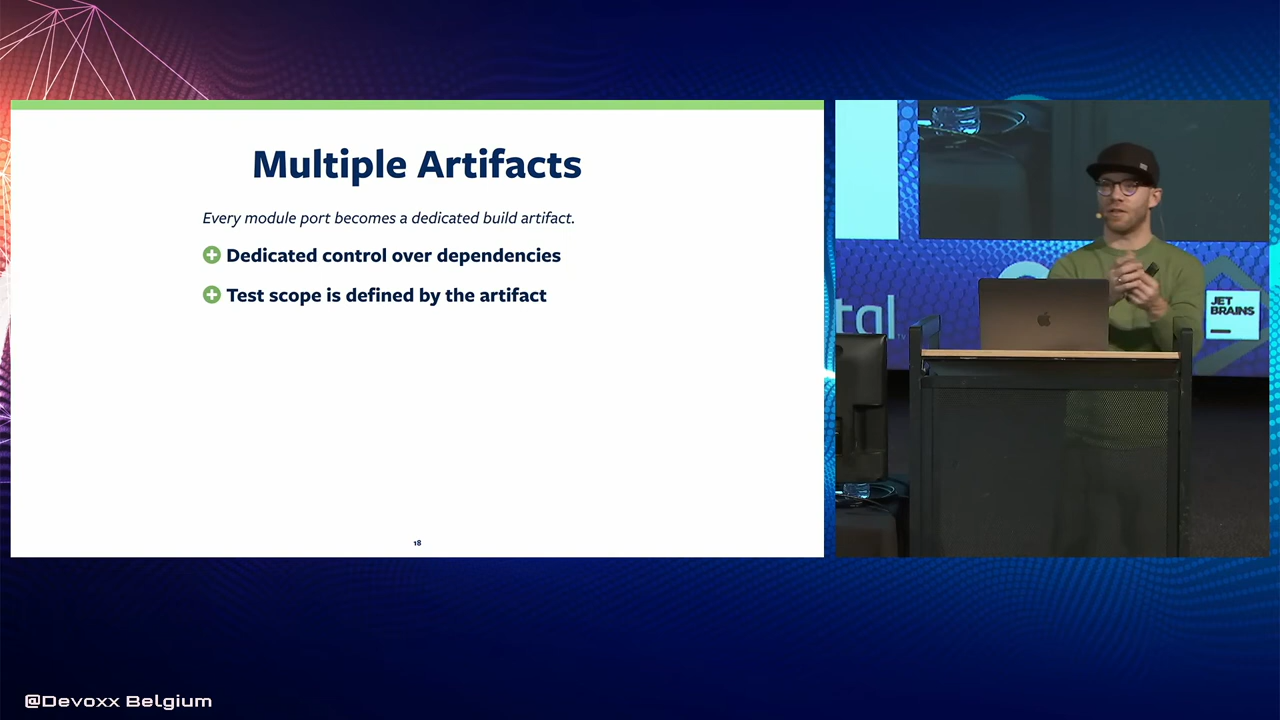 Multiple Artifacts
Every module port becomes a dedicated build artifact.
Dedicated control over dependencies
Test scope is defined by the artifact
18
tal
JET
BRAINS
@Devoxx Belgium